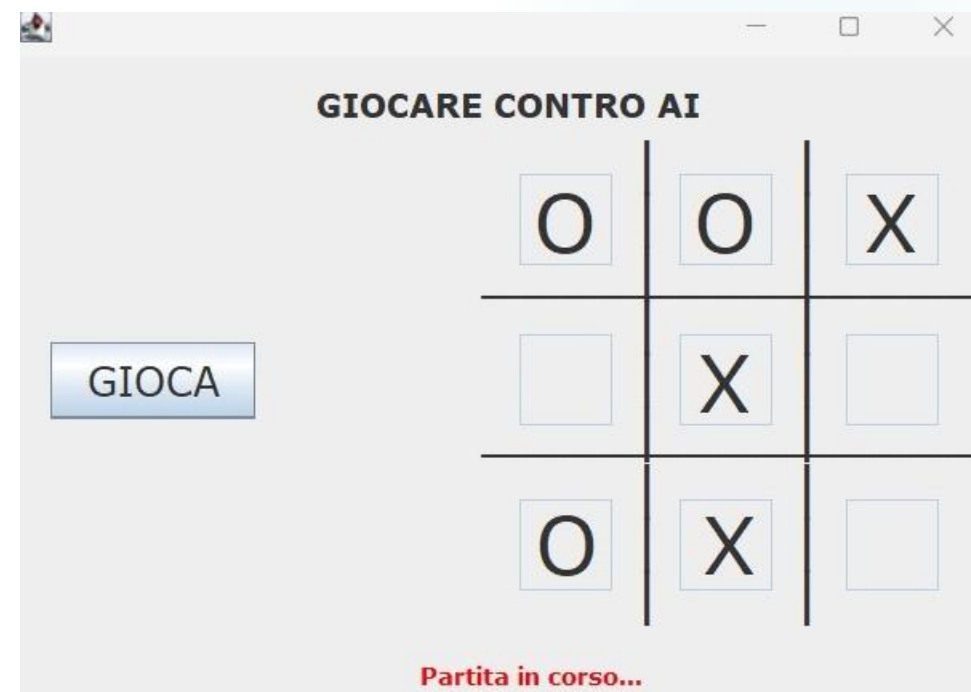 GIOCARE CONTRO AI
O O X
GIOCA
X
O X
Partita in corso...